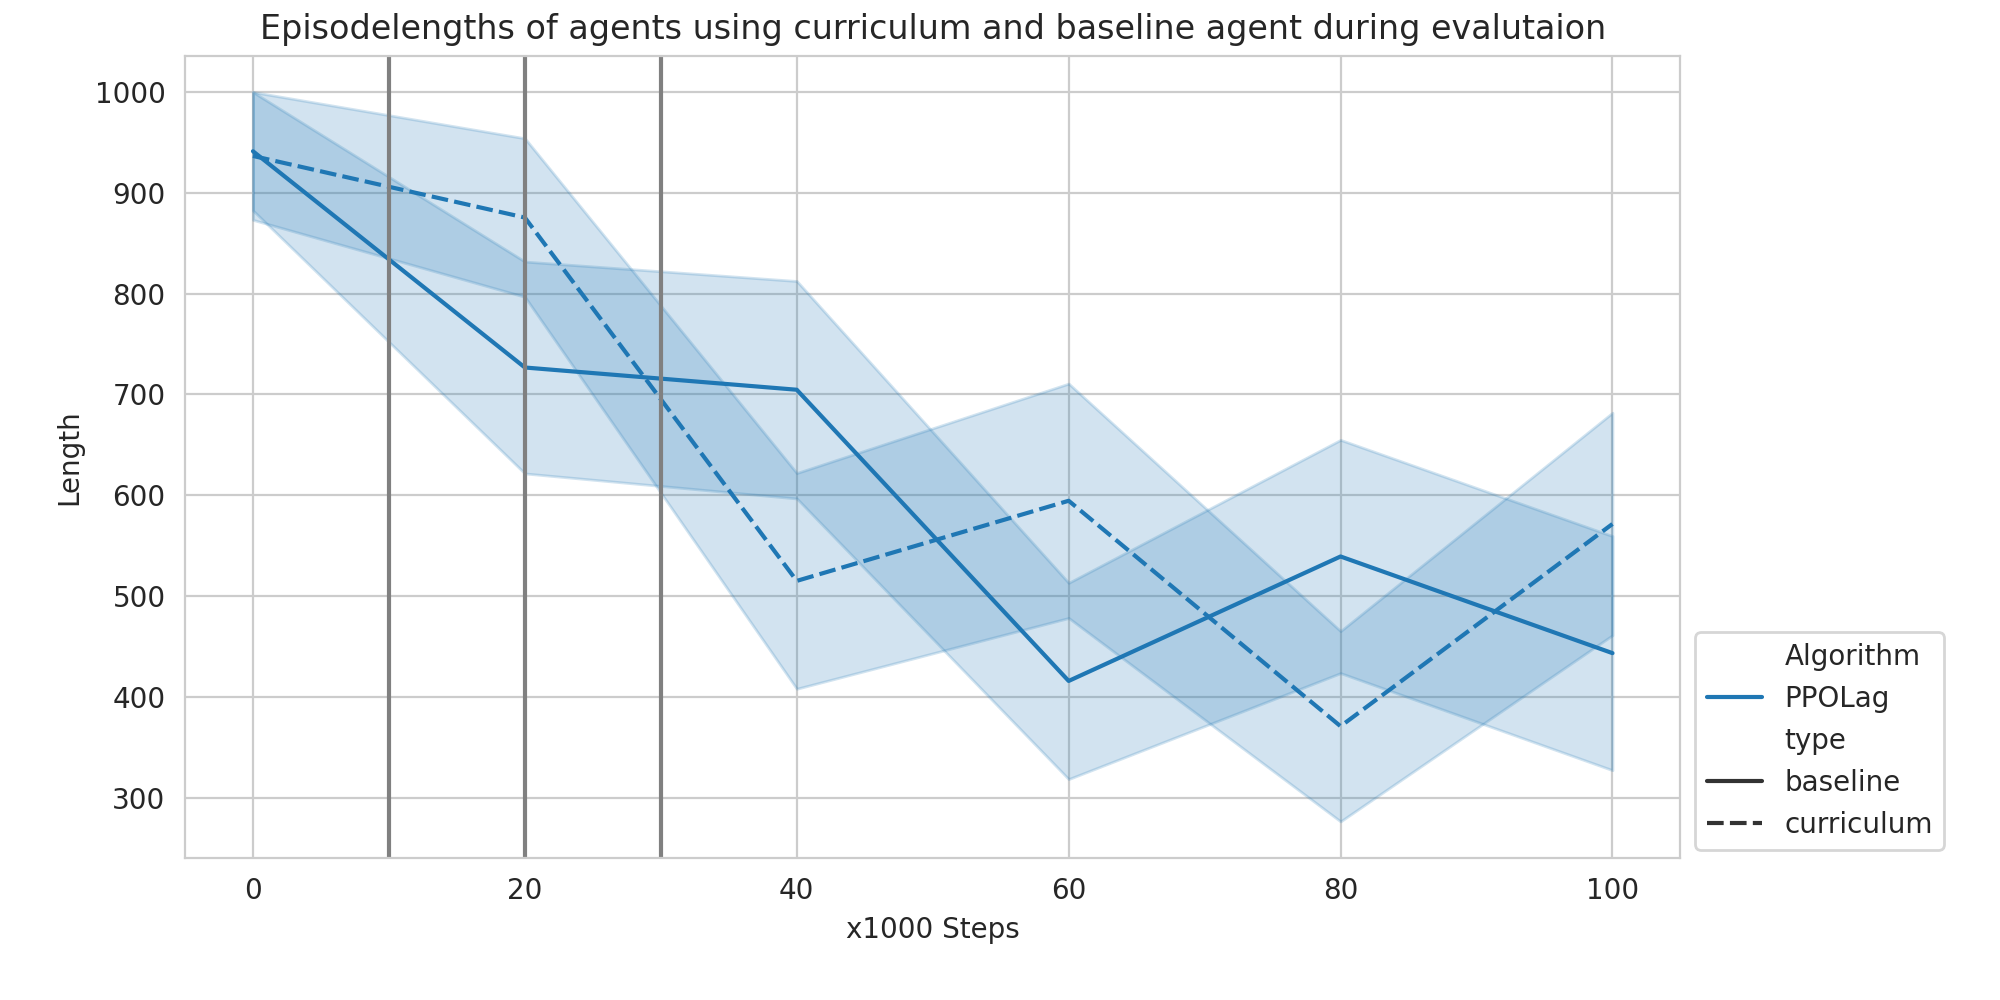 Episodelengths of agents using curriculum and baseline agent during evalutaion
1000
900
800
700
600
500
400
300
Length
0 20 40 60 80 100
x1000 Steps
Algorithm
PPOLag
type
baseline
curriculum